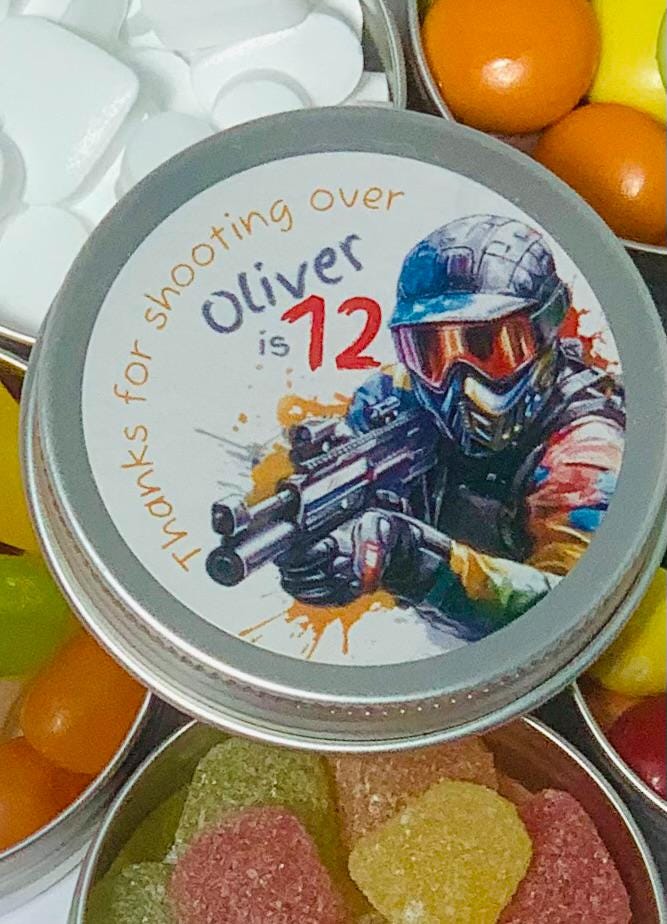 Thanks for shooting over
Oliver
is 12